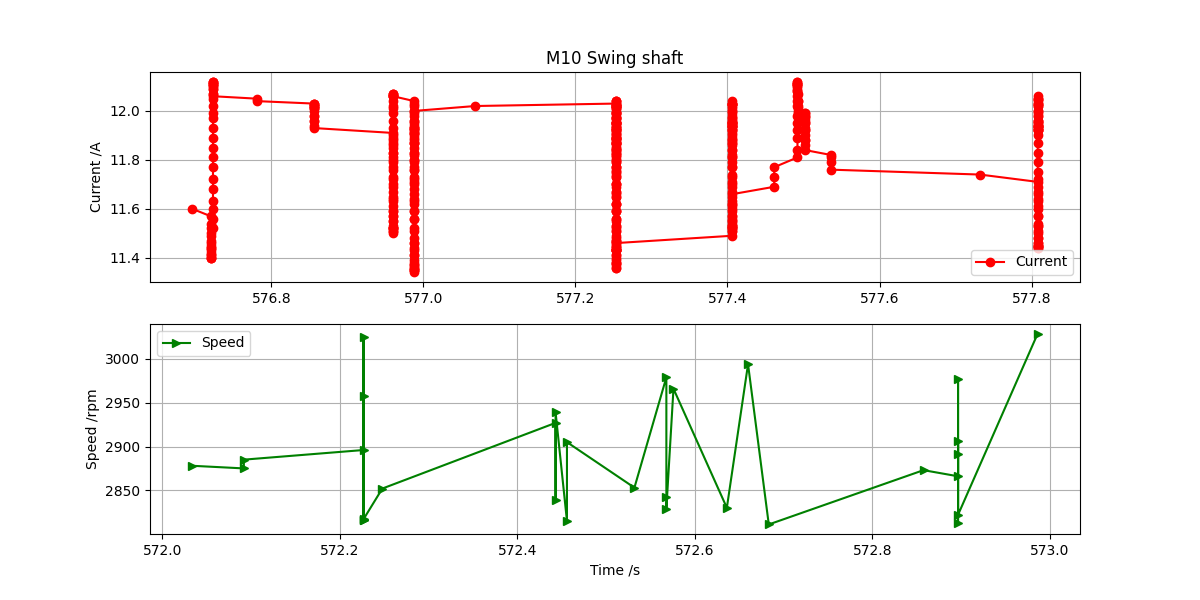 M10 Swing shaft
Current /A
12.0
11.8
11.6
11.4
Current
576.8 577.0 577.2 577.4 577.6 577.8
Speed /rpm
3000
2950
2900
2850
Speed
572.0 572.2 572.4 572.6 572.8 573.0
Time /s